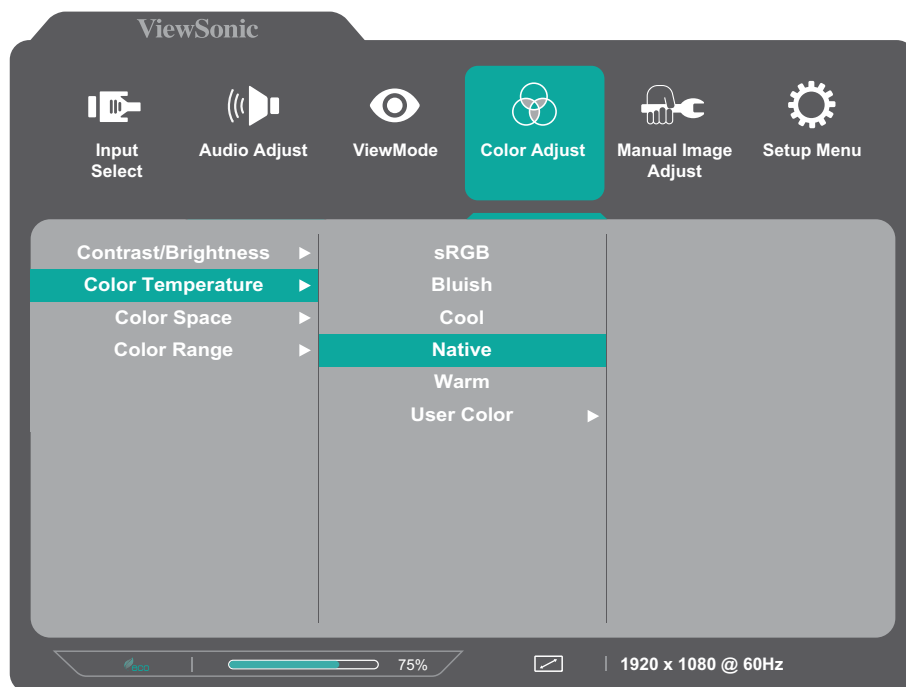 ViewSonic
Input
Select
Audio Adjust
ViewMode
Color Adjust
Manual Image
Adjust
Setup Menu
Contrast/Brightness
Color Temperature
Color Space
Color Range
sRGB
Bluish
Cool
Native
Warm
User Color
eco
75%
1920 x 1080 @ 60Hz